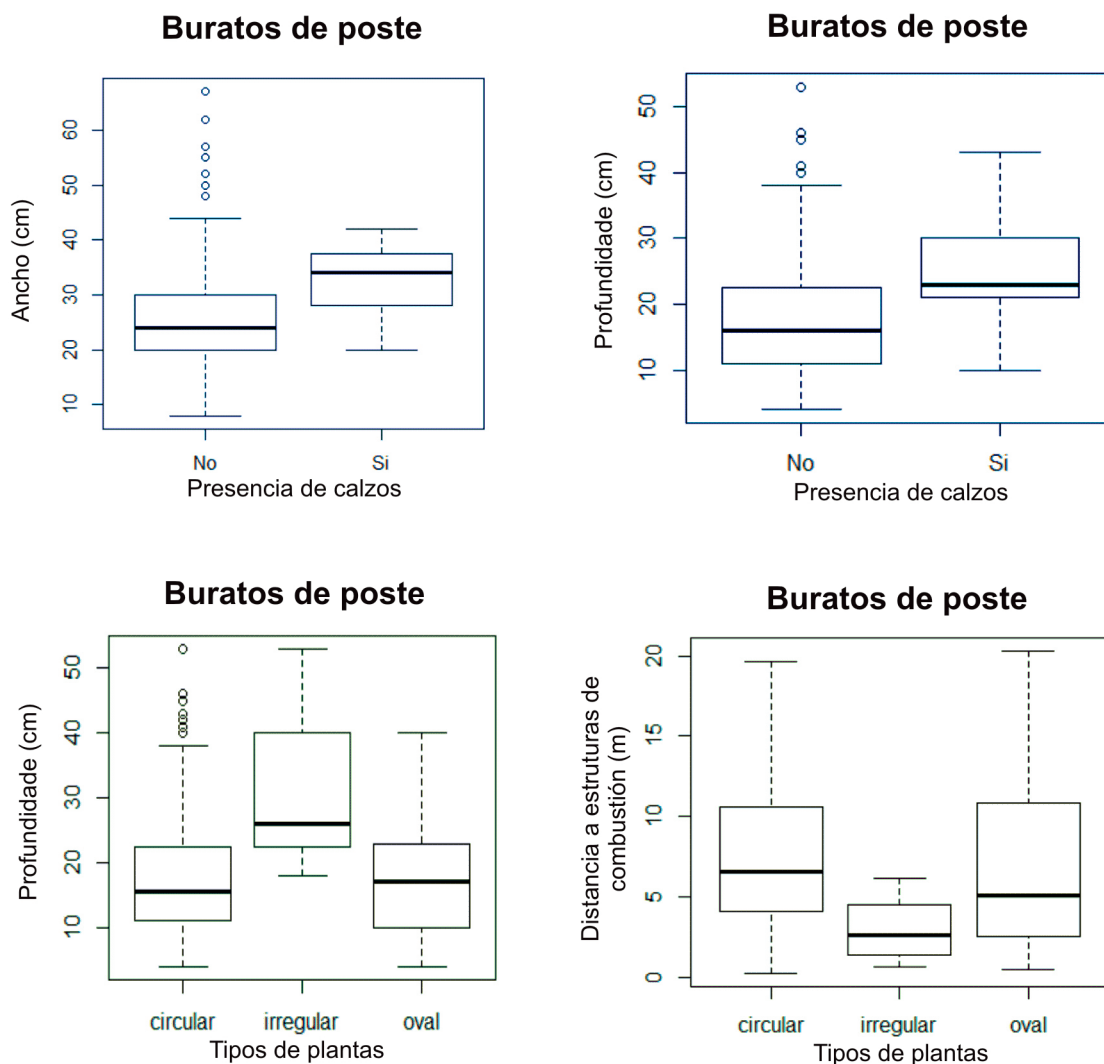 Buratos de poste
Ancho (cm)
60
50
40
30
20
10
No Si
Presencia de calzos
Buratos de poste
Profundidade (cm)
50
40
30
20
10
No Si
Presencia de calzos
Buratos de poste
Profundidade (cm)
50
40
30
20
10
circular irregular oval
Tipos de plantas
Buratos de poste
Distancia a estruturas de
combustión (m)
20
15
10
5
0
circular irregular oval
Tipos de plantas